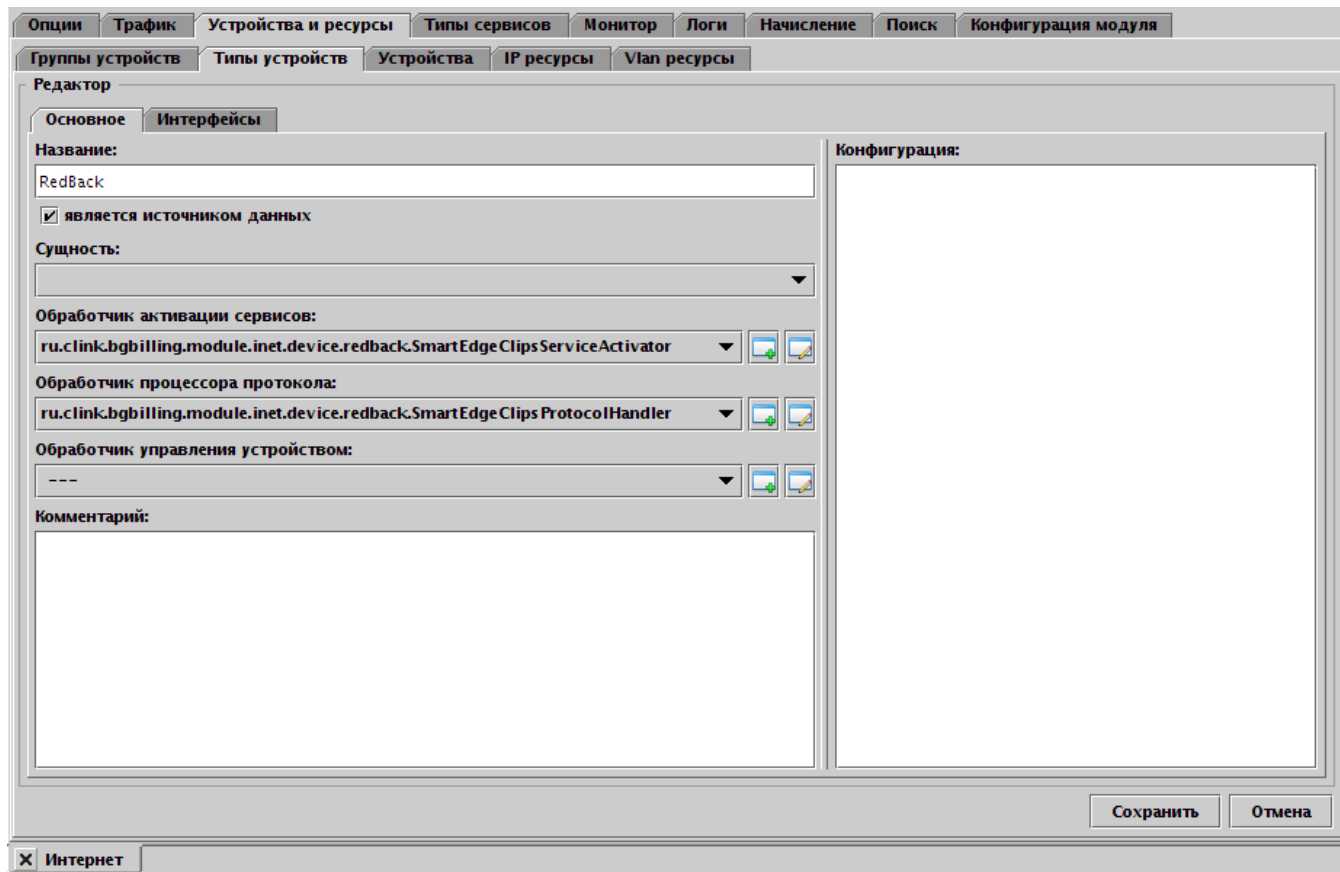 Опции Трафик Устройства и ресурсы Типы сервисов Монитор Логи Начисление Поиск Конфигурация модуля
Группы устройств Типы устройств Устройства IP ресурсы Vlan ресурсы
Редактор
Основное Интерфейсы
Название:
RedBack
является источником данных
Сущность:
Обработчик активации сервисов:
ru.clink.bgbilling.module.inet.device.redback.SmartEdgeClipsServiceActivator
Обработчик процессора протокола:
ru.clink.bgbilling.module.inet.device.redback.SmartEdgeClipsProtocolHandler
Обработчик управления устройством:
---
Комментарий:
Конфигурация:
Сохранить Отмена
Интернет